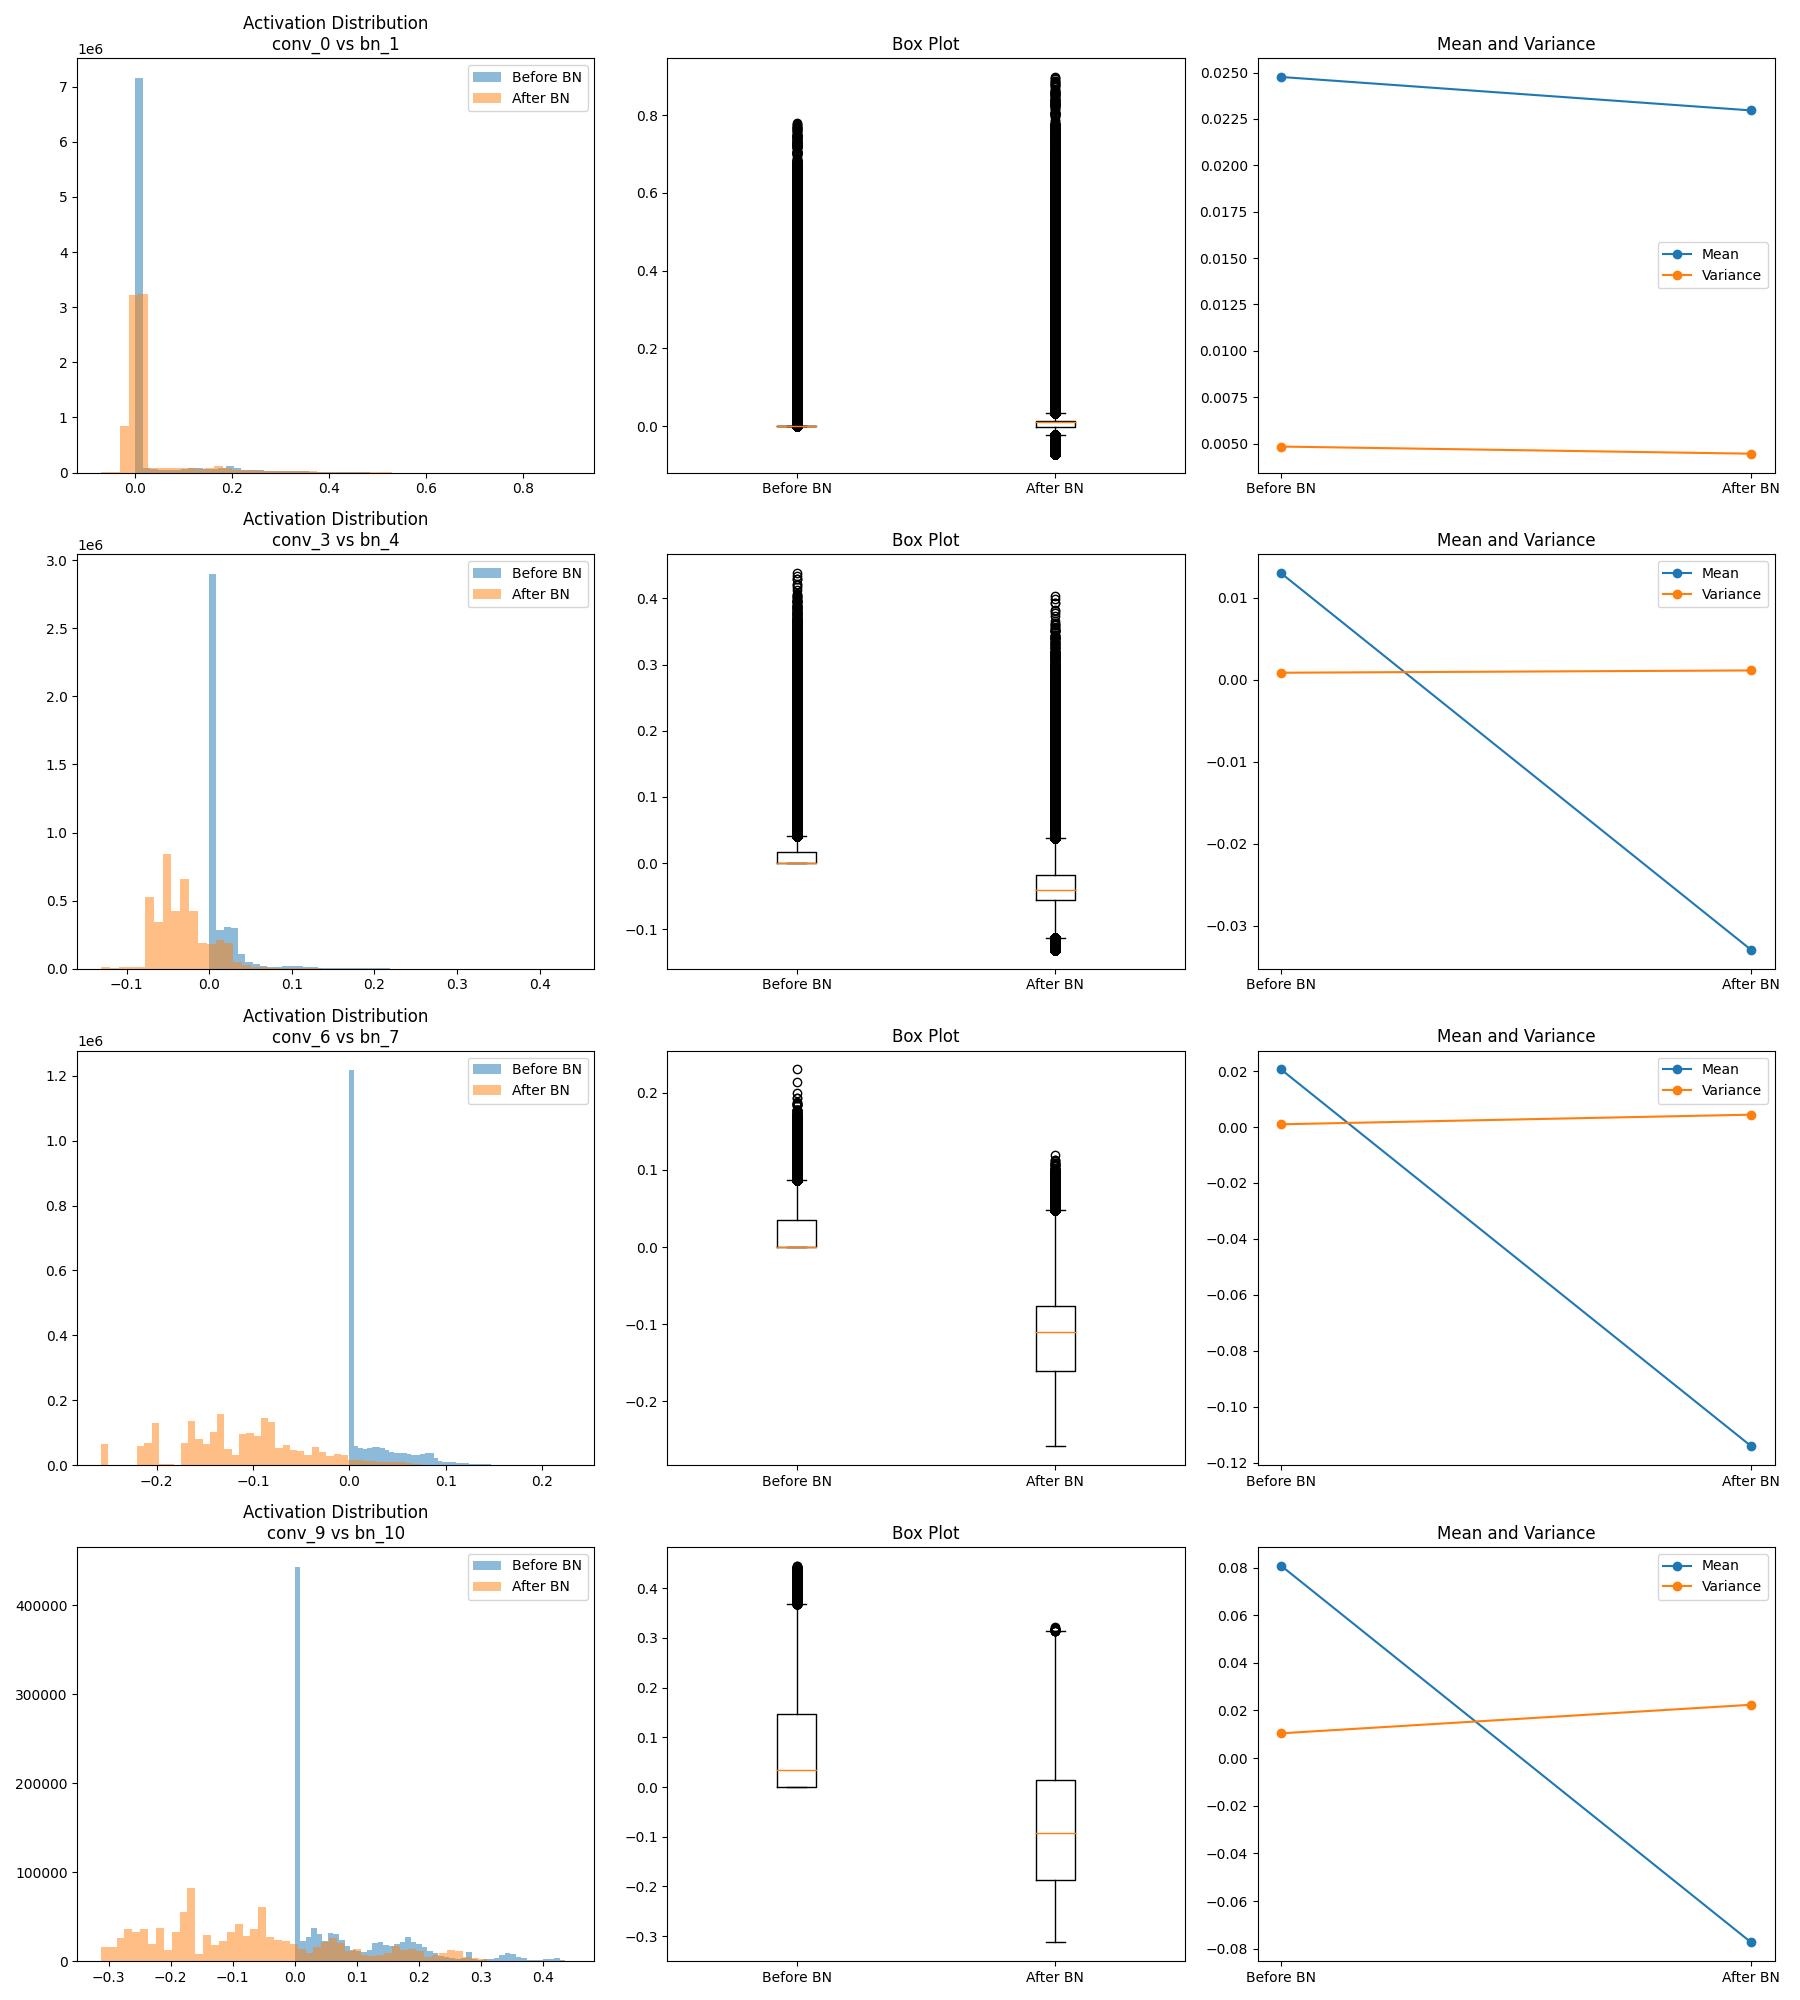 Activation Distribution
conv_0 vs bn_1
1e6
7
6
5
4
3
2
1
0
0.0 0.2 0.4 0.6 0.8
Before BN
After BN
Box Plot
0.8
0.6
0.4
0.2
0.0
Before BN After BN
Mean and Variance
0.0250
0.0225
0.0200
0.0175
0.0150
0.0125
0.0100
0.0075
0.0050
Mean
Variance
Before BN After BN
Activation Distribution
conv_3 vs bn_4
1e6
3.0
2.5
2.0
1.5
1.0
0.5
0.0
−0.1 0.0 0.1 0.2 0.3 0.4
Before BN
After BN
Box Plot
0.4
0.3
0.2
0.1
0.0
−0.1
Before BN After BN
Mean and Variance
0.01
0.00
−0.01
−0.02
−0.03
Mean
Variance
Before BN After BN
Activation Distribution
conv_6 vs bn_7
1e6
1.2
1.0
0.8
0.6
0.4
0.2
0.0
−0.2 −0.1 0.0 0.1 0.2
Before BN
After BN
Box Plot
0.2
0.1
0.0
−0.1
−0.2
Before BN After BN
Mean and Variance
0.02
0.00
−0.02
−0.04
−0.06
−0.08
−0.10
−0.12
Mean
Variance
Before BN After BN
Activation Distribution
conv_9 vs bn_10
400000
300000
200000
100000
0
−0.3 −0.2 −0.1 0.0 0.1 0.2 0.3 0.4
Before BN
After BN
Box Plot
0.4
0.3
0.2
0.1
0.0
−0.1
−0.2
−0.3
Before BN After BN
Mean and Variance
0.08
0.06
0.04
0.02
0.00
−0.02
−0.04
−0.06
−0.08
Mean
Variance
Before BN After BN